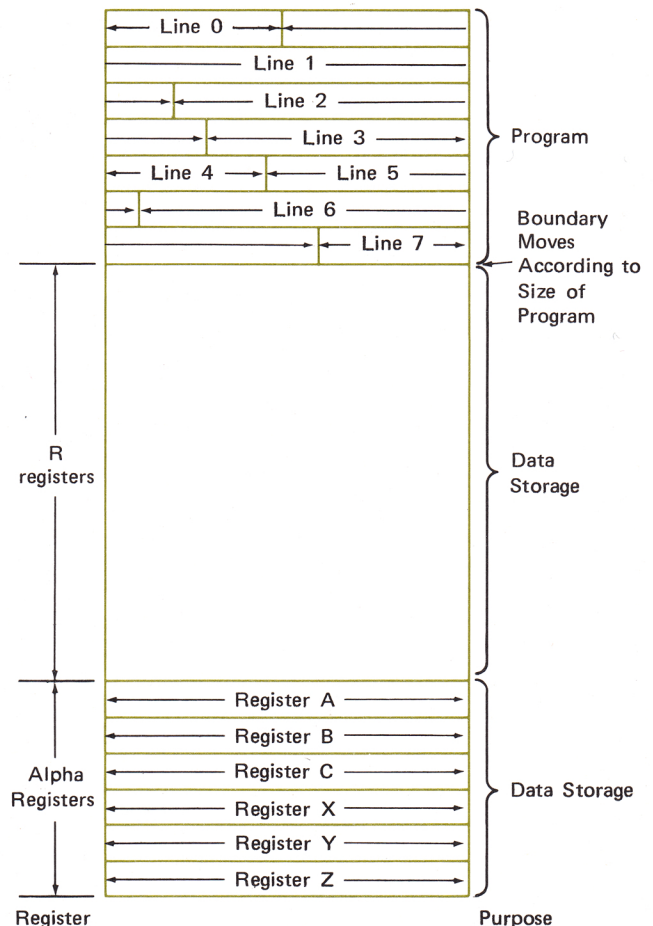 Line 0
Line 1
Line 2
Line 3
Line 4 Line 5
Line 6
Line 7
Program
Boundary
Moves
According to
Size of
Program
R
registers
Data
Storage
Register A
Register B
Register C
Register X
Register Y
Register Z
Alpha
Registers
Data Storage
Register Purpose